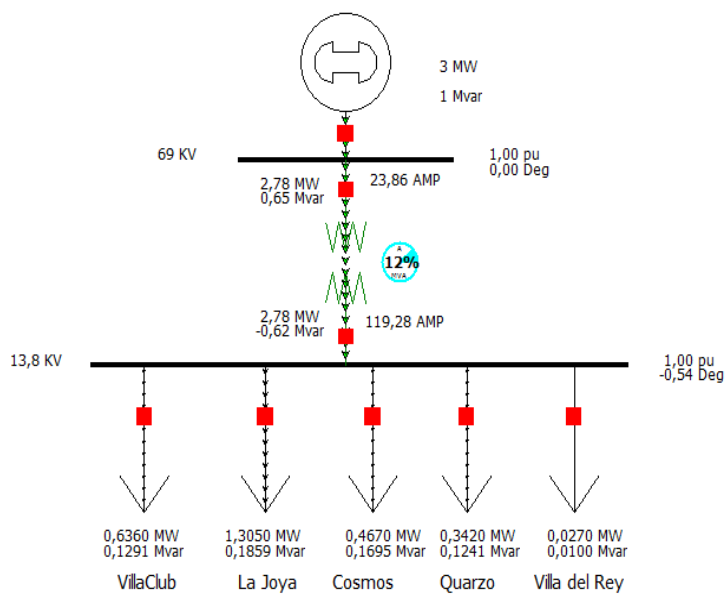 3 MW
1 Mvar
69 KV
1,00 pu
0,00 Deg
2,78 MW
0,65 Mvar
23,86 AMP
A
12%
MVA
2,78 MW
-0,62 Mvar
119,28 AMP
13,8 KV
1,00 pu
-0,54 Deg
0,6360 MW 1,3050 MW 0,4670 MW 0,3420 MW 0,0270 MW
0,1291 Mvar 0,1859 Mvar 0,1695 Mvar 0,1241 Mvar 0,0100 Mvar
VillaClub La Joya Cosmos Quarzo Villa del Rey